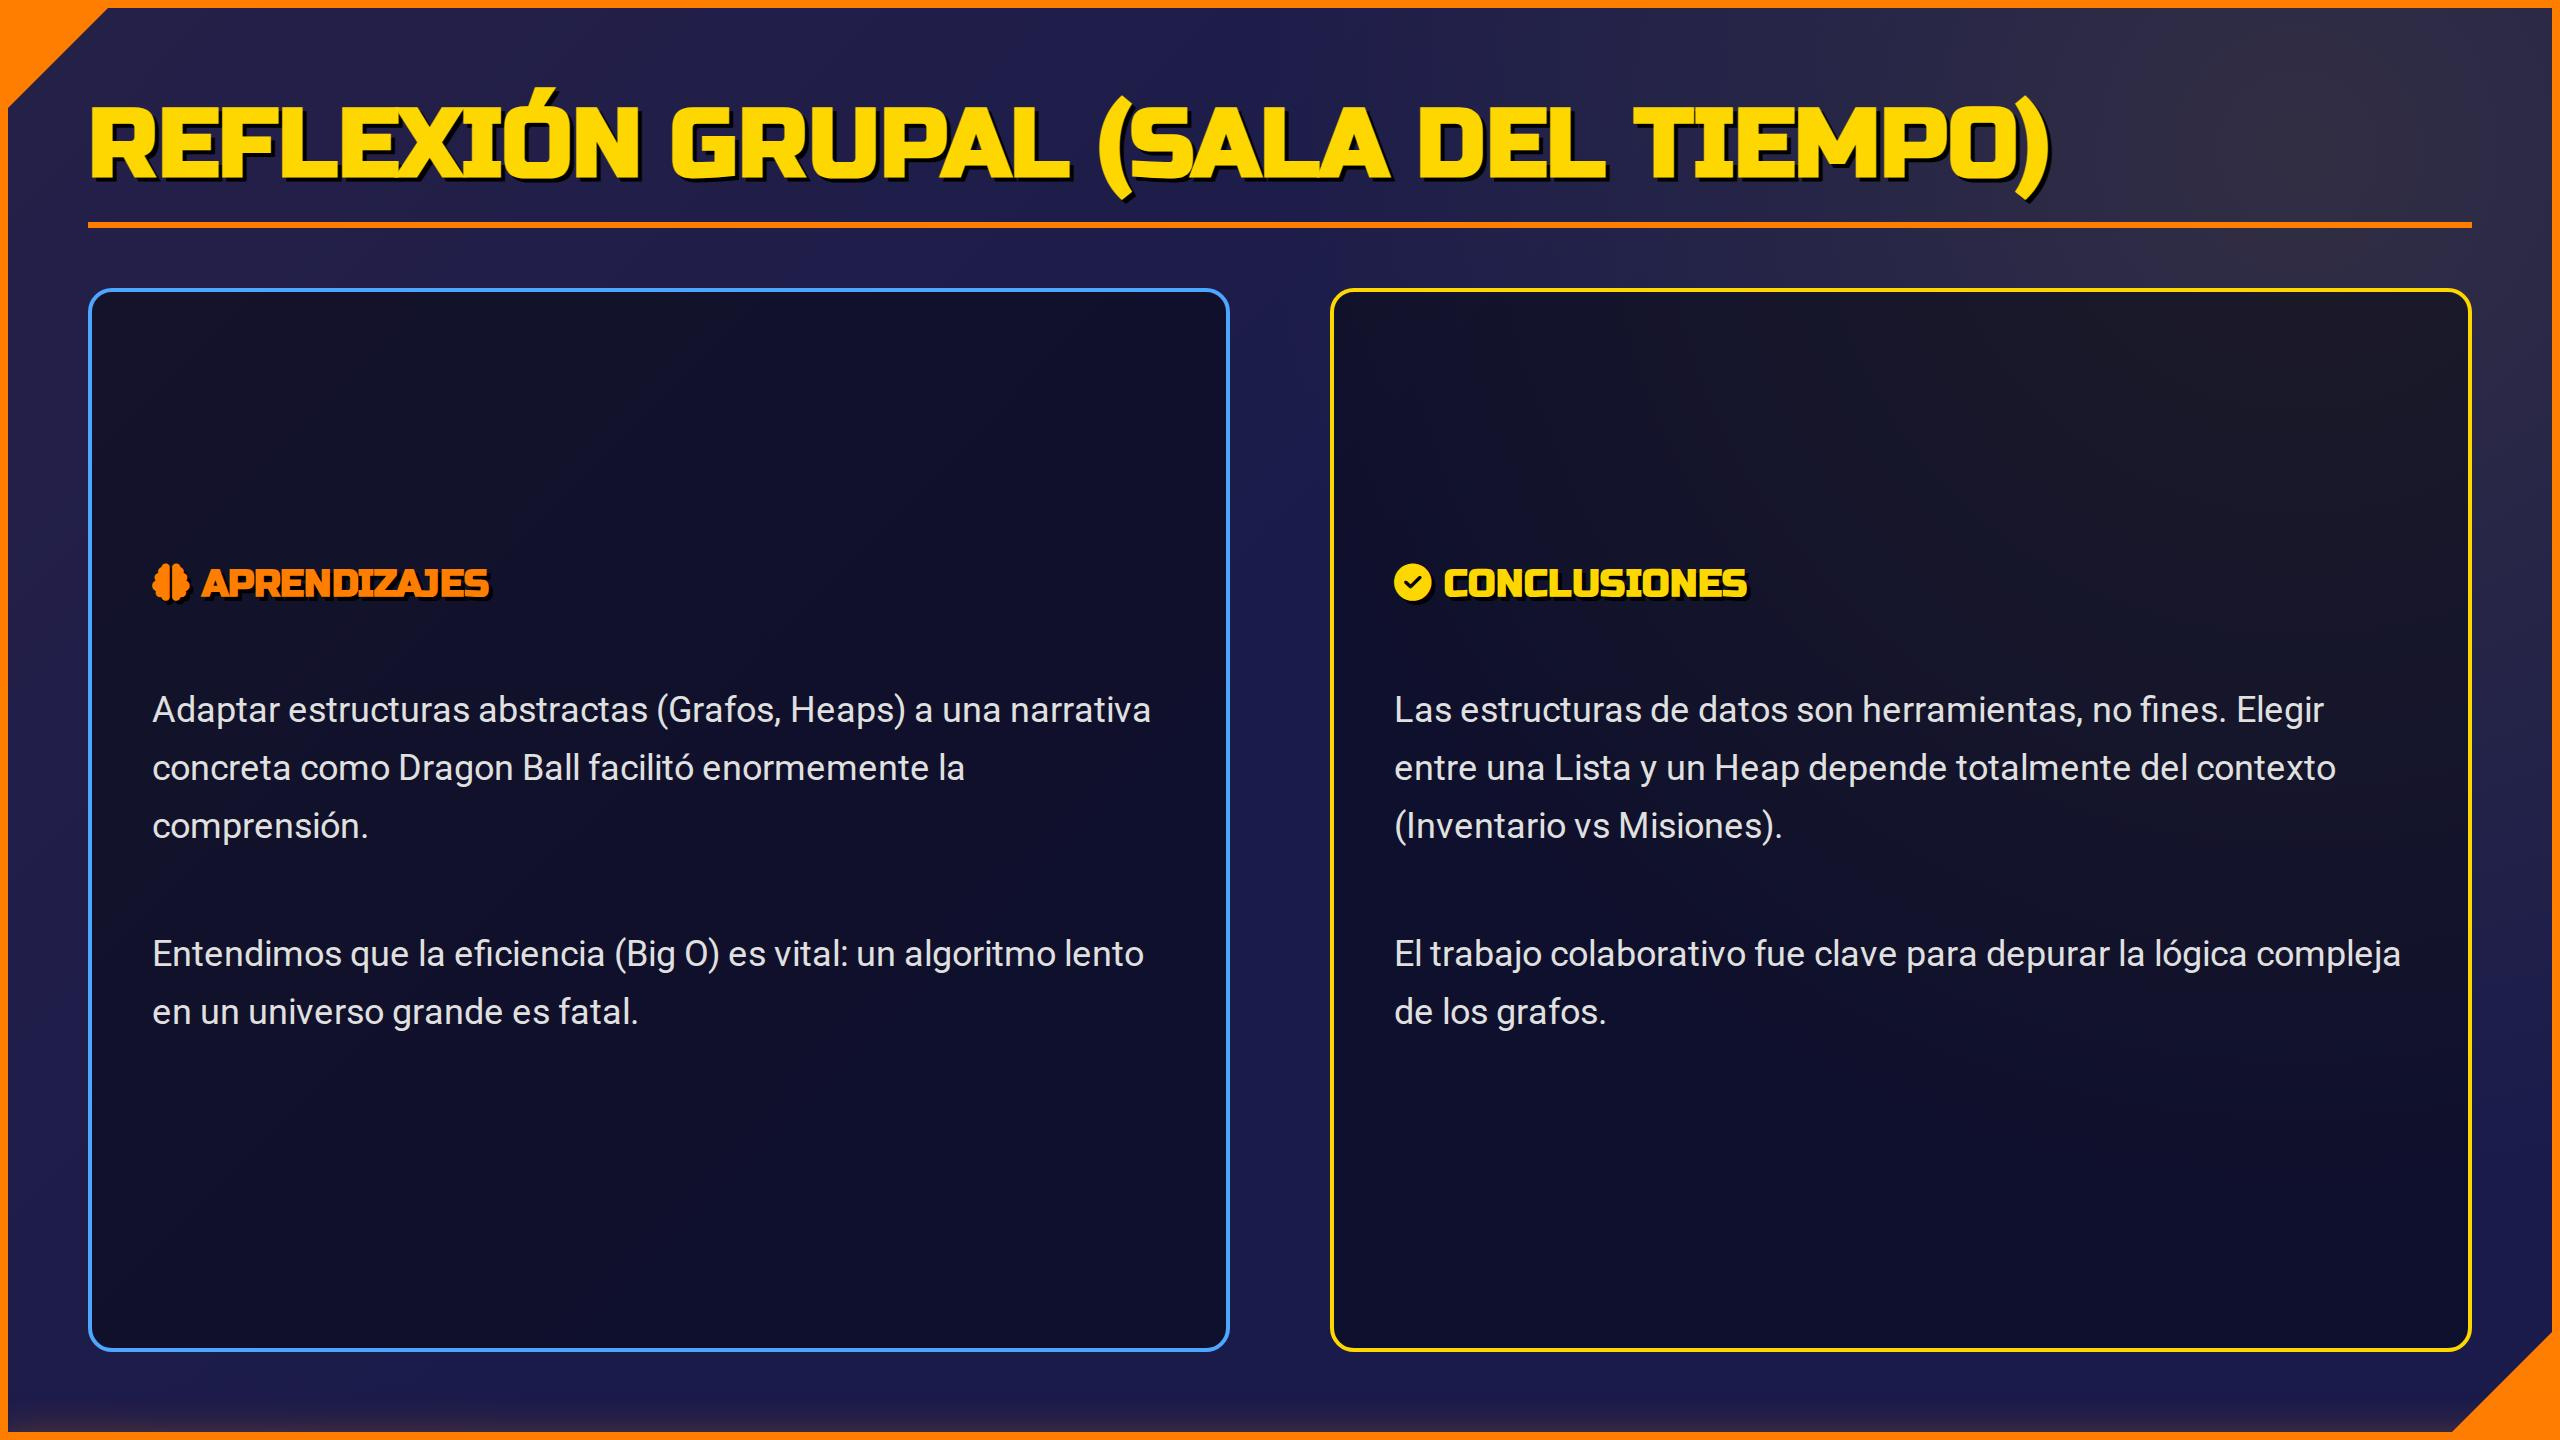 REFLEXIÓN GRUPAL (SALA DEL TIEMPO)
APRENDIZAJES
Adaptar estructuras abstractas (Grafos, Heaps) a una narrativa
concreta como Dragon Ball facilitó enormemente la
comprensión.
Entendimos que la eficiencia (Big O) es vital: un algoritmo lento
en un universo grande es fatal.
CONCLUSIONES
Las estructuras de datos son herramientas, no fines. Elegir
entre una Lista y un Heap depende totalmente del contexto
(Inventario vs Misiones).
El trabajo colaborativo fue clave para depurar la lógica compleja
de los grafos.